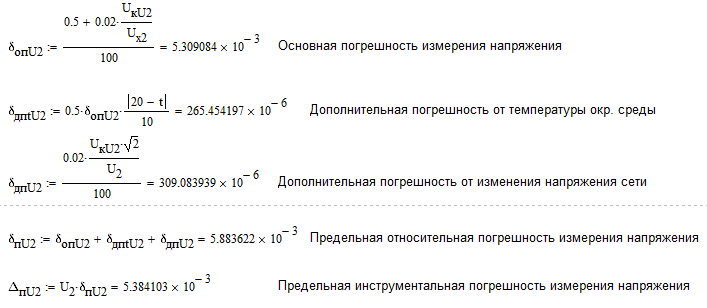 δопU2 := (0.5 + 0.02·UкU2/Ux2)/100 = 5.309084 × 10^-3 Основная погрешность измерения напряжения
δдпtU2 := 0.5·δопU2·|20 − t|/10 = 265.454197 × 10^-6 Дополнительная погрешность от температуры окр. среды
δдпU2 := (0.02·UкU2·√2/U2)/100 = 309.083939 × 10^-6 Дополнительная погрешность от изменения напряжения сети
δпU2 := δопU2 + δдпtU2 + δдпU2 = 5.883622 × 10^-3 Предельная относительная погрешность измерения напряжения
ΔпU2 := U2·δпU2 = 5.384103 × 10^-3 Предельная инструментальная погрешность измерения напряжения